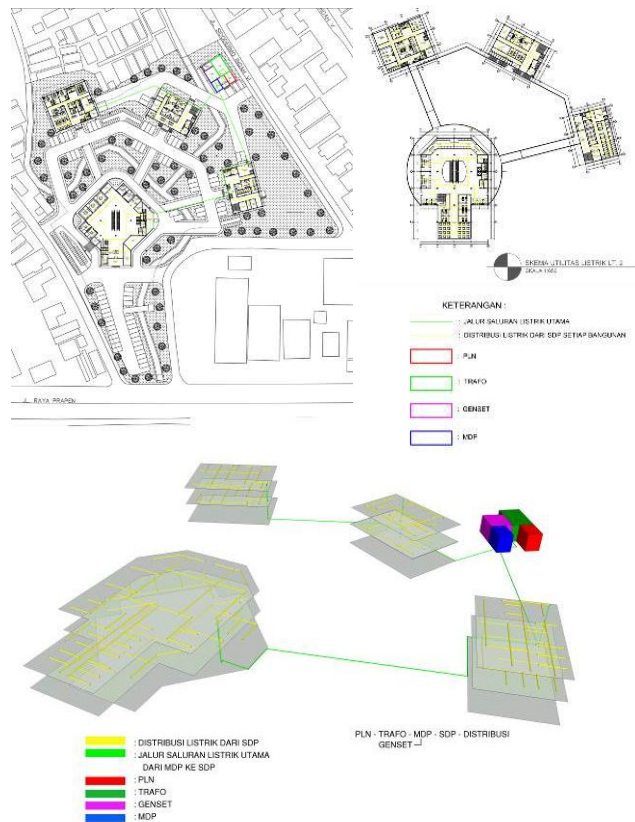 JL. RAYA PRAPEN
SKEMA UTILITAS LISTRIK LT. 2
KETERANGAN :
: JALUR SALURAN LISTRIK UTAMA
: DISTRIBUSI LISTRIK DARI SDP SETIAP BANGUNAN
: PLN
: TRAFO
: GENSET
: MDP
: DISTRIBUSI LISTRIK DARI SDP
: JALUR SALURAN LISTRIK UTAMA
DARI MDP KE SDP
: PLN
: TRAFO
: GENSET
: MDP
PLN - TRAFO - MDP - SDP - DISTRIBUSI
GENSET